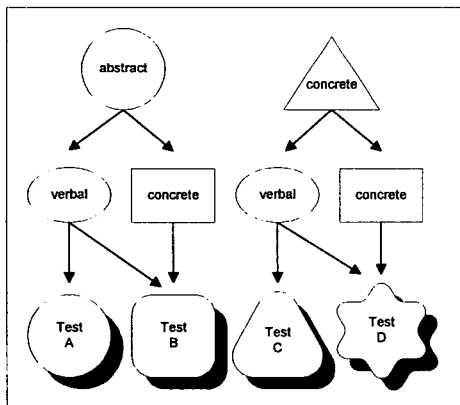 abstract
concrete
verbal
concrete
verbal
concrete
Test
A
Test
B
Test
C
Test
D